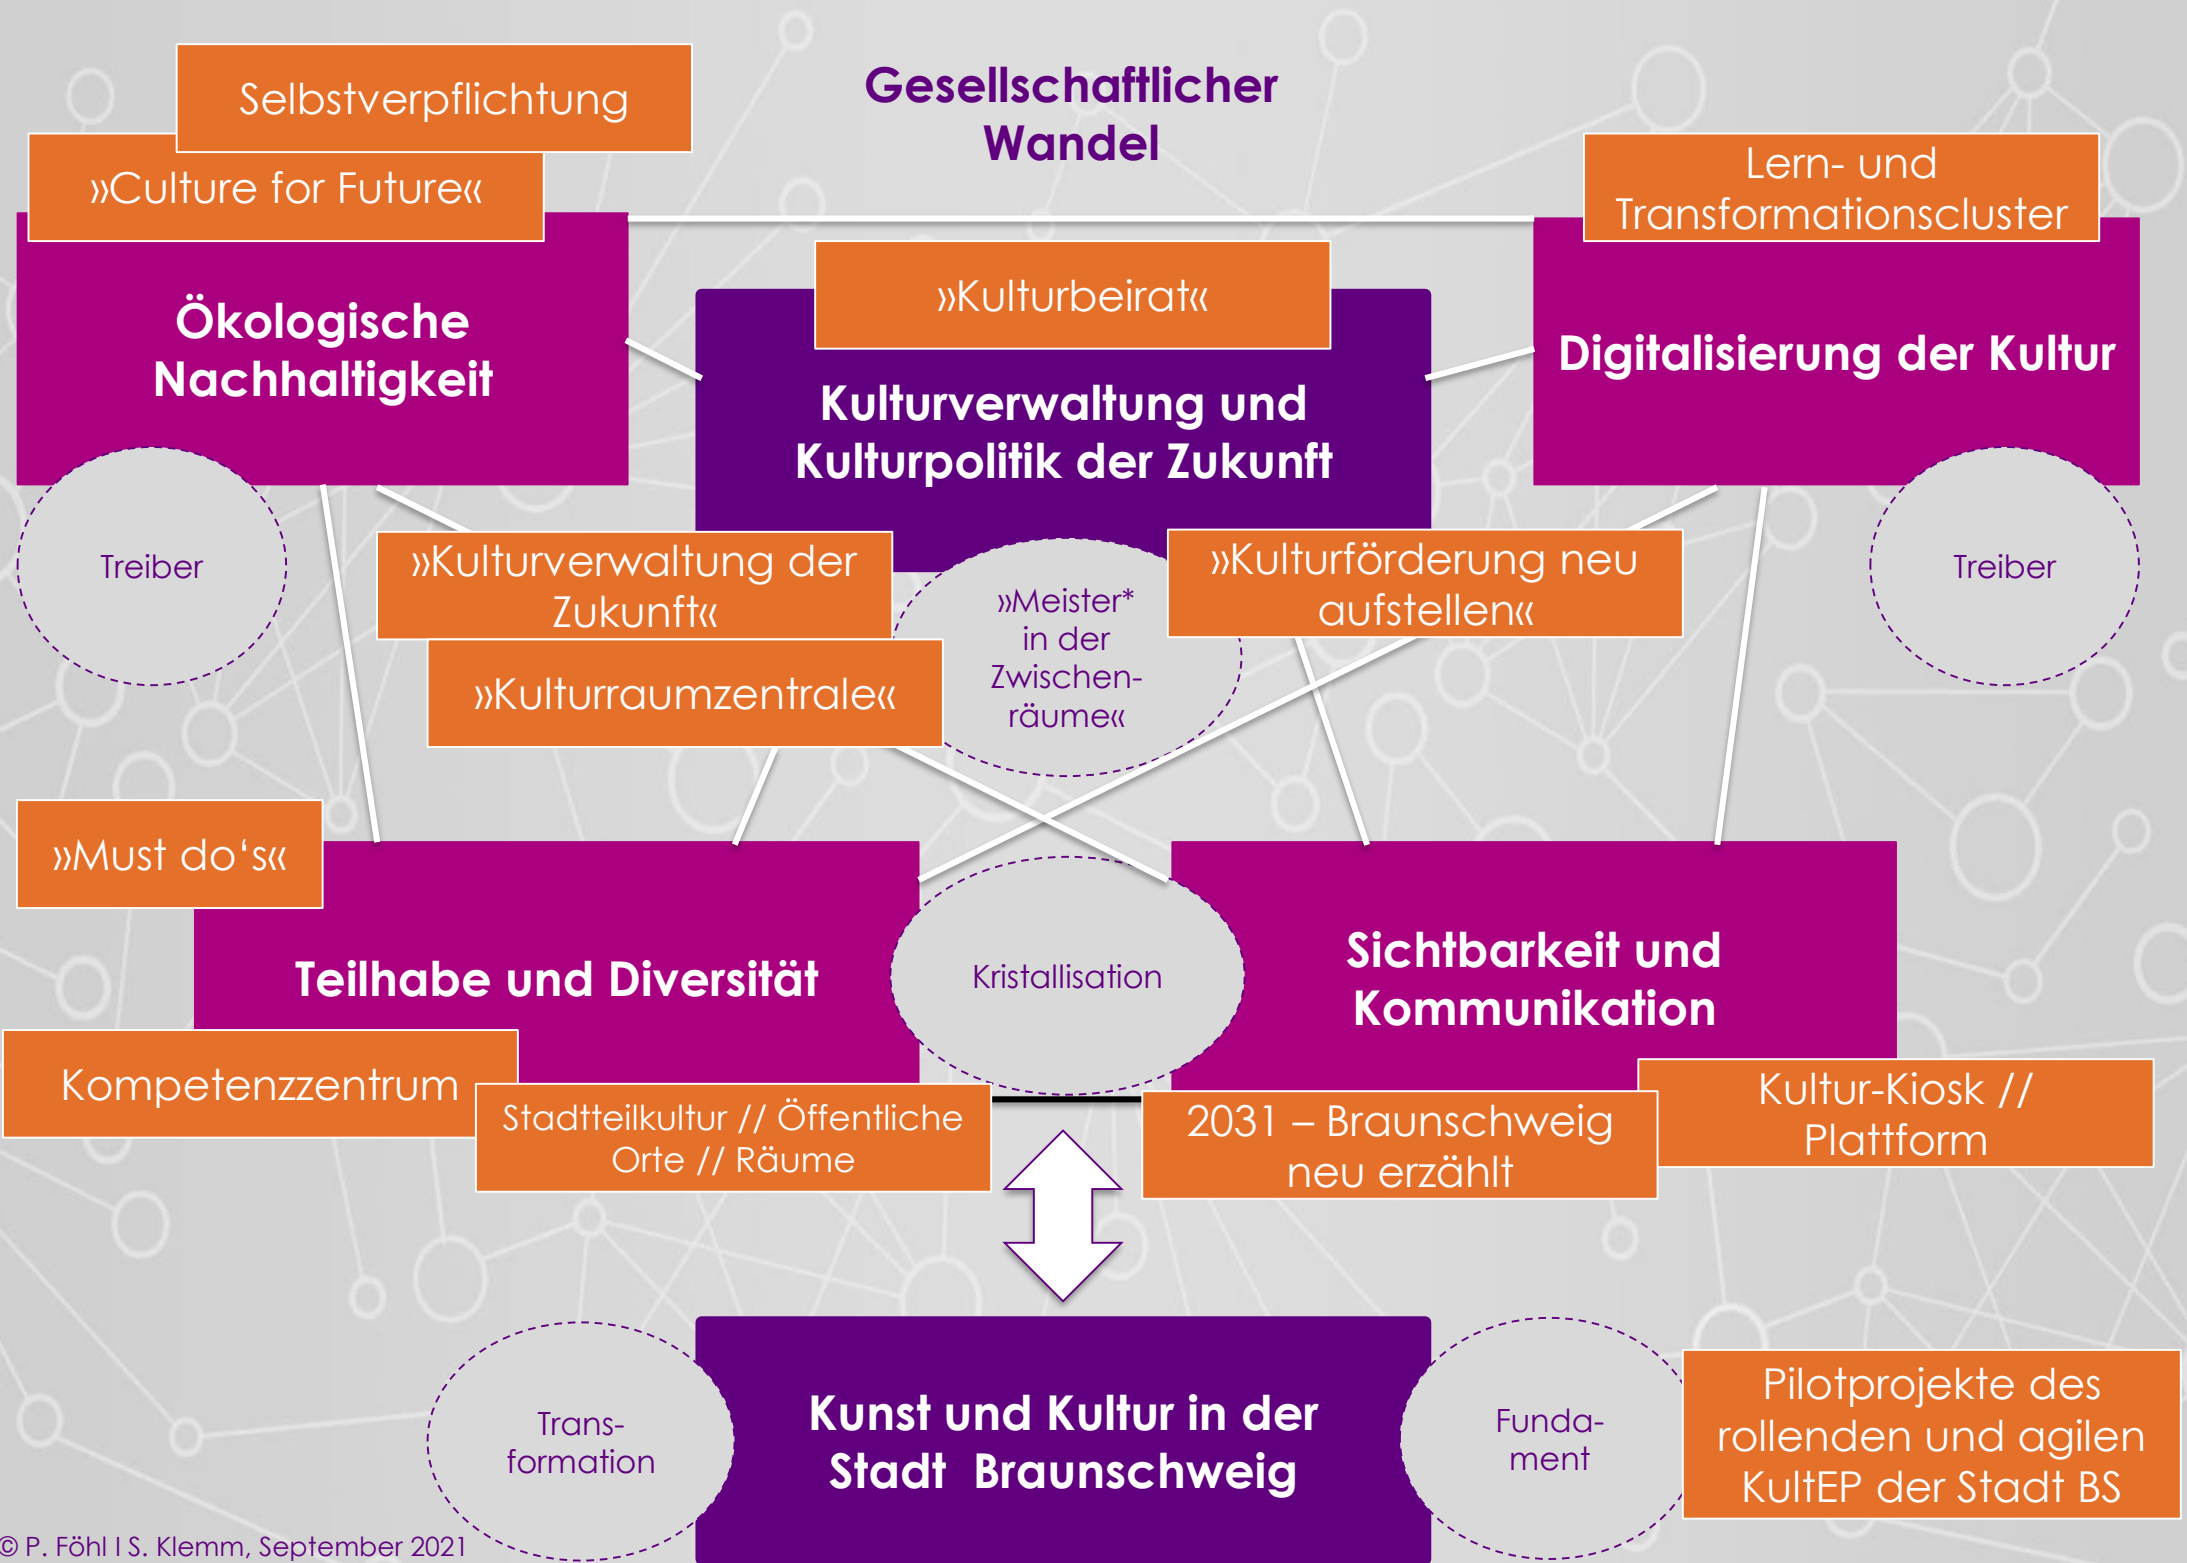 Gesellschaftlicher
Wandel
Selbstverpflichtung
»Culture for Future«
Ökologische
Nachhaltigkeit
Treiber
»Kulturbeirat«
Kulturverwaltung und
Kulturpolitik der Zukunft
Lern- und
Transformationscluster
Digitalisierung der Kultur
Treiber
»Kulturverwaltung der
Zukunft«
»Kulturraumzentrale«
»Meister*
in der
Zwischen-
räume«
»Kulturförderung neu
aufstellen«
»Must do‘s«
Teilhabe und Diversität
Kompetenzzentrum
Stadtteilkultur // Öffentliche
Orte // Räume
Kristallisation
Sichtbarkeit und
Kommunikation
2031 – Braunschweig
neu erzählt
Kultur-Kiosk //
Plattform
Trans-
formation
Kunst und Kultur in der
Stadt  Braunschweig
Funda-
ment
Pilotprojekte des
rollenden und agilen
KultEP der Stadt BS
© P. Föhl I S. Klemm, September 2021